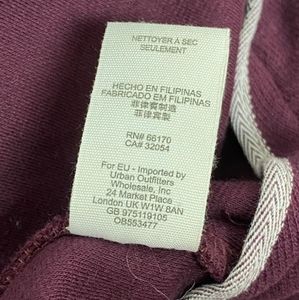 NETTOYER À SEC
SEULEMENT
HECHO EN FILIPINAS
FABRICADO EM FILIPINAS
菲律賓製造
菲律宾製
RN# 66170
CA# 32054
For EU - Imported by
Urban Outfitters
Wholesale, Inc
24 Market Place
London UK W1W 8AN
GB 975119105
OB553477